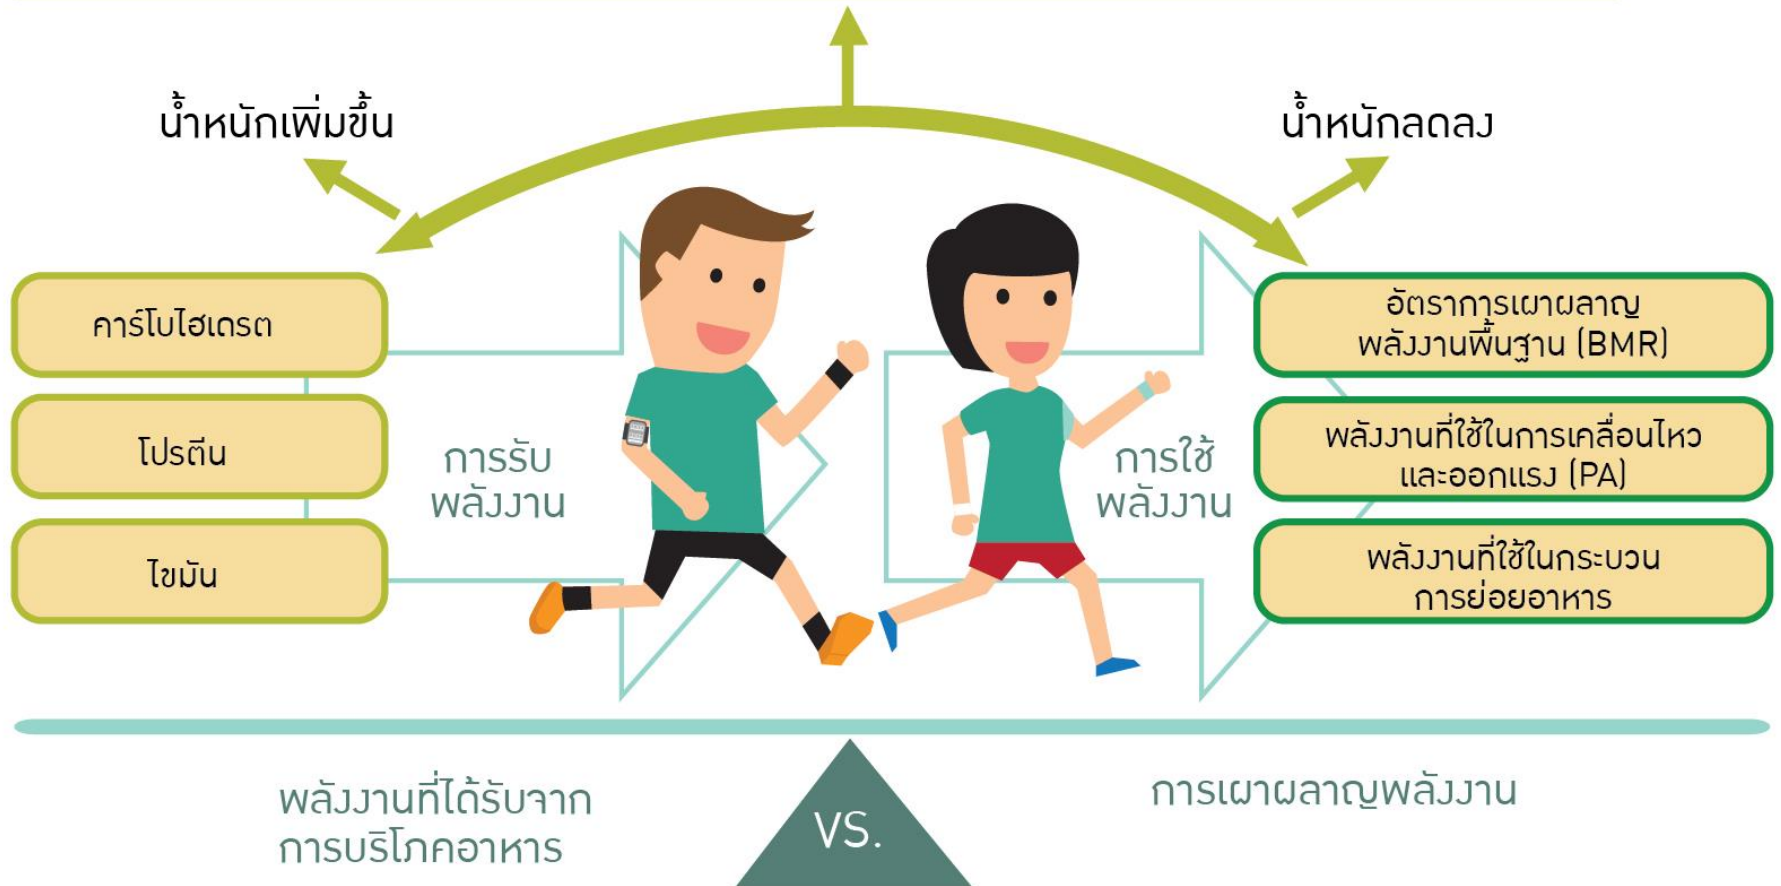 น้ำหนักเพิ่มขึ้น
น้ำหนักลดลง
คาร์โบไฮเดรต
โปรตีน
ไขมัน
การรับ
พลังงาน
การใช้
พลังงาน
อัตราการเผาผลาญ
พลังงานพื้นฐาน (BMR)
พลังงานที่ใช้ในการเคลื่อนไหว
และออกแรง (PA)
พลังงานที่ใช้ในกระบวน
การย่อยอาหาร
พลังงานที่ได้รับจาก
การบริโภคอาหาร
VS.
การเผาผลาญพลังงาน